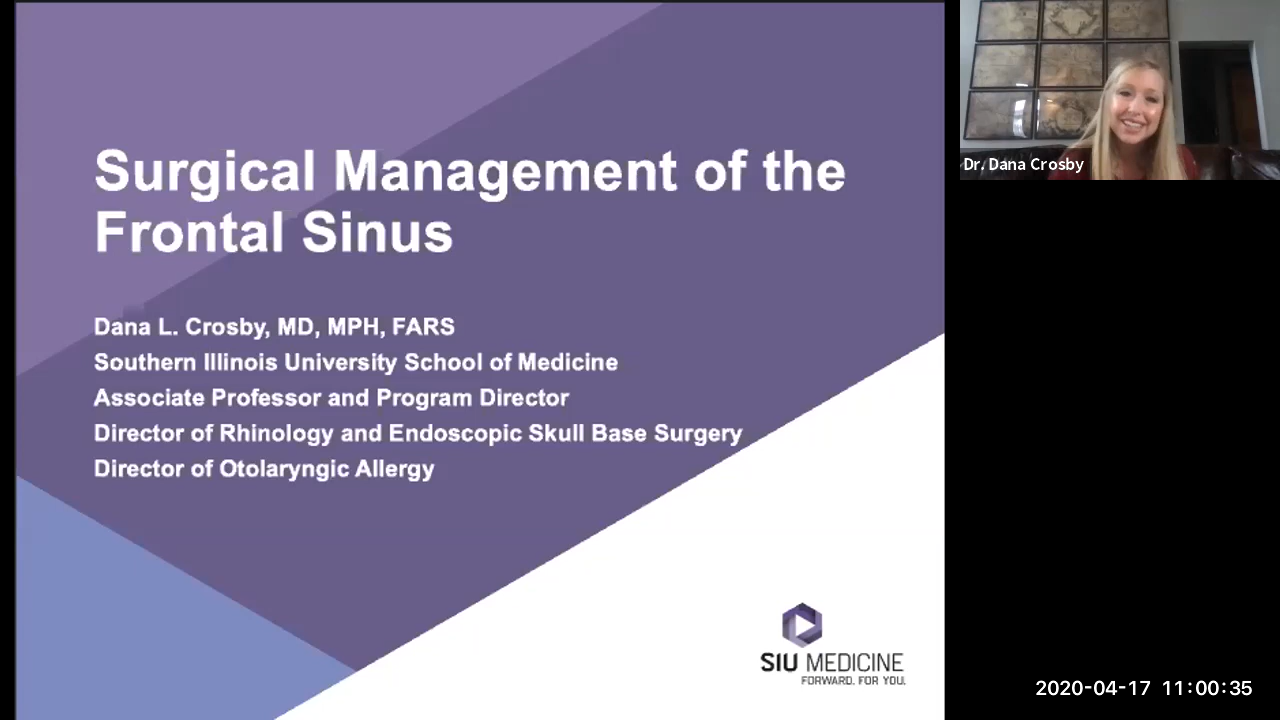 Surgical Management of the
Frontal Sinus
Dana L. Crosby, MD, MPH, FARS
Southern Illinois University School of Medicine
Associate Professor and Program Director
Director of Rhinology and Endoscopic Skull Base Surgery
Director of Otolaryngic Allergy
SIU MEDICINE
FORWARD. FOR YOU.
Dr. Dana Crosby
2020-04-17 11:00:35